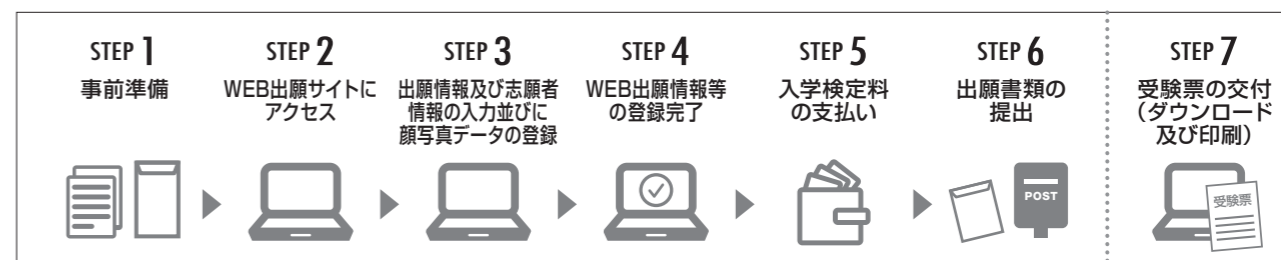 STEP 1
事前準備
STEP 2
WEB出願サイトに
アクセス
STEP 3
出願情報及び志願者
情報の入力並びに
顔写真データの登録
STEP 4
WEB出願情報等
の登録完了
STEP 5
入学検定料
の支払い
STEP 6
出願書類の
提出
POST
STEP 7
受験票の交付
(ダウンロード
及び印刷)
受験票